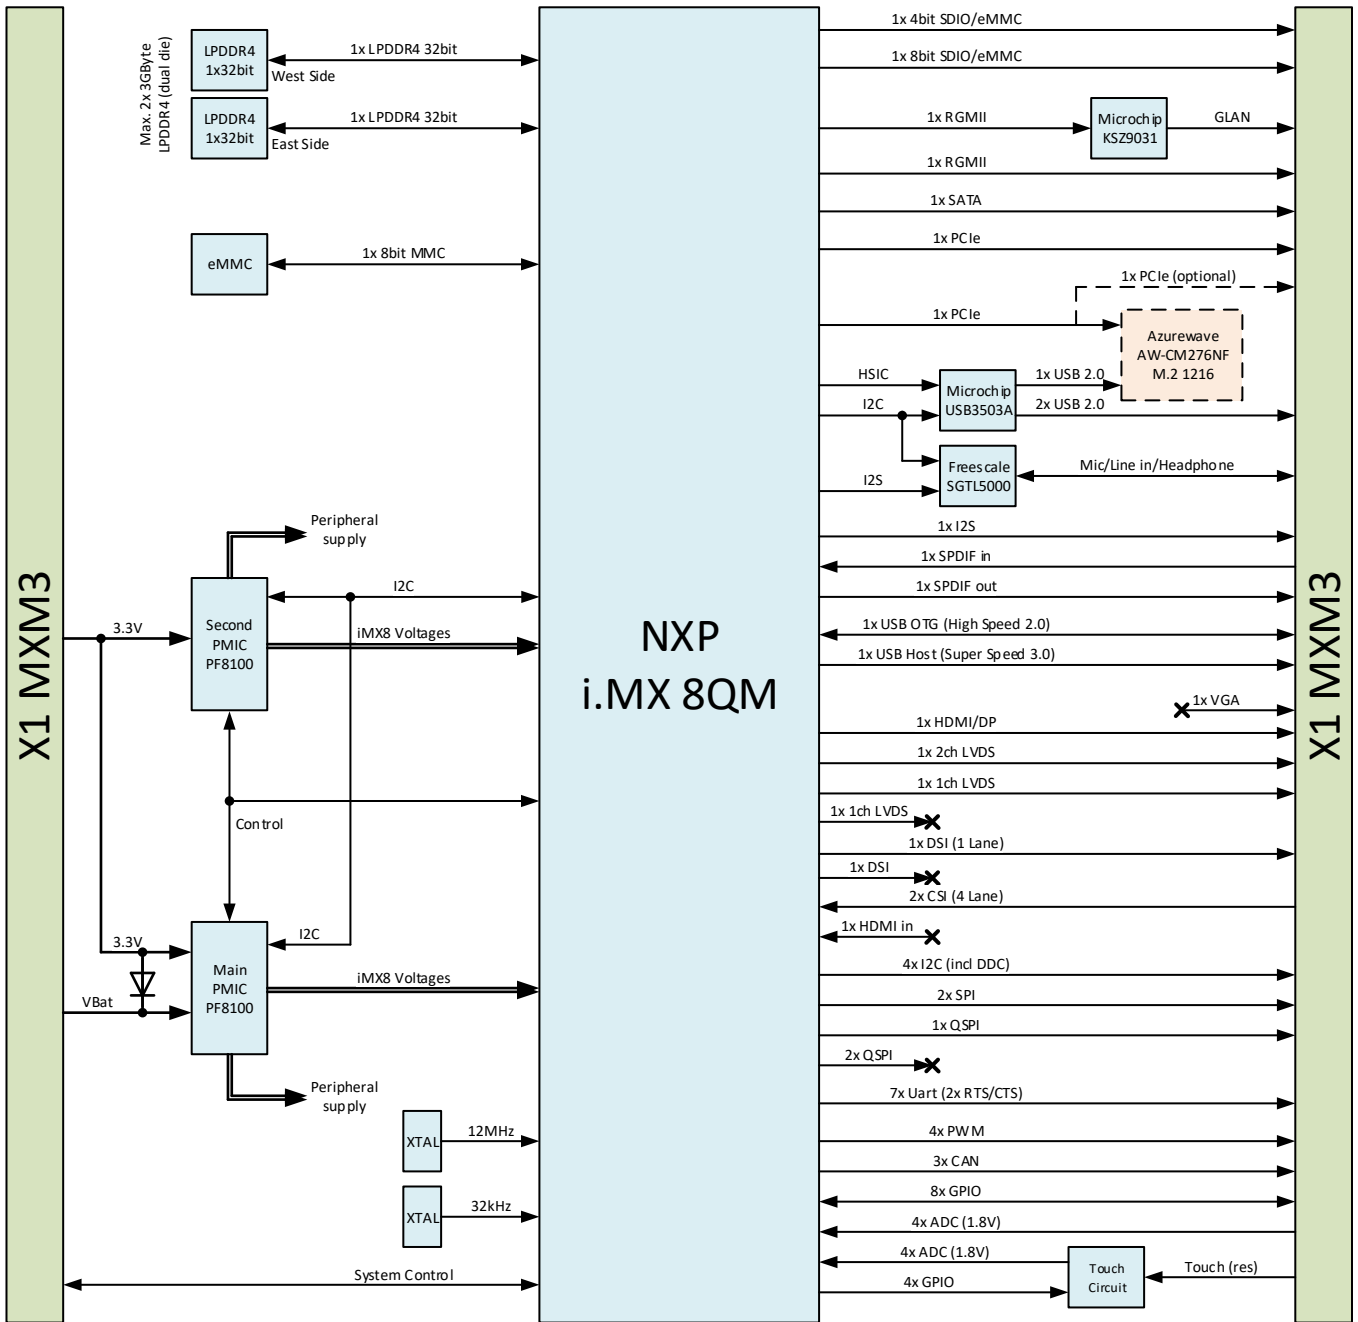 X1 MXM3
Max. 2x 3GByte
LPDDR4 (dual die)
LPDDR4
1x32bit
1x LPDDR4 32bit
West Side
LPDDR4
1x32bit
1x LPDDR4 32bit
East Side
eMMC
1x 8bit MMC
Peripheral
supply
3.3V
Second
PMIC
PF8100
I2C
iMX8 Voltages
Control
3.3V
VBat
Main
PMIC
PF8100
I2C
iMX8 Voltages
Peripheral
supply
XTAL
12MHz
XTAL
32kHz
System Control
NXP
i.MX 8QM
1x 4bit SDIO/eMMC
1x 8bit SDIO/eMMC
1x RGMII
Microchip
KSZ9031
GLAN
1x RGMII
1x SATA
1x PCIe
1x PCIe (optional)
1x PCIe
Azurewave
AW-CM276NF
M.2 1216
HSIC
I2C
Microchip
USB3503A
1x USB 2.0
2x USB 2.0
Freescale
SGTL5000
I2S
Mic/Line in/Headphone
1x I2S
1x SPDIF in
1x SPDIF out
1x USB OTG (High Speed 2.0)
1x USB Host (Super Speed 3.0)
1x VGA
1x HDMI/DP
1x 2ch LVDS
1x 1ch LVDS
1x 1ch LVDS
1x DSI (1 Lane)
1x DSI
2x CSI (4 Lane)
1x HDMI in
4x I2C (incl DDC)
2x SPI
1x QSPI
2x QSPI
7x Uart (2x RTS/CTS)
4x PWM
3x CAN
8x GPIO
4x ADC (1.8V)
4x ADC (1.8V)
4x GPIO
Touch
Circuit
Touch (res)
X1 MXM3